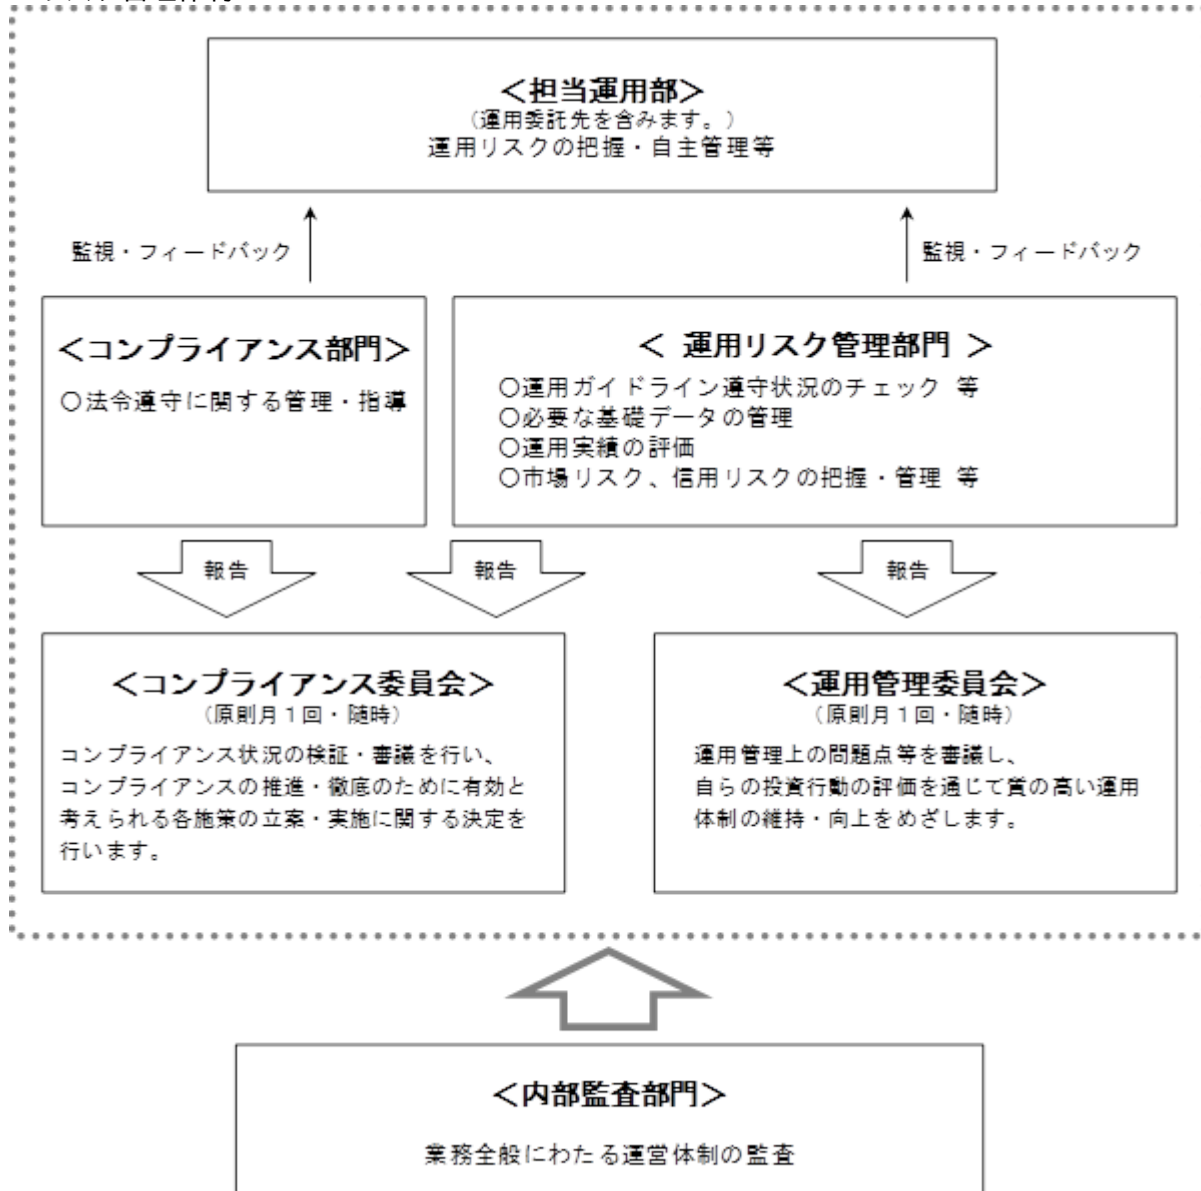 ＜担当運用部＞
（運用委託先を含みます。）
運用リスクの把握・自主管理等
監視・フィードバック
監視・フィードバック
＜コンプライアンス部門＞
○法令遵守に関する管理・指導
＜ 運用リスク管理部門 ＞
○運用ガイドライン遵守状況のチェック 等
○必要な基礎データの管理
○運用実績の評価
○市場リスク、信用リスクの把握・管理 等
報告
報告
報告
＜コンプライアンス委員会＞
（原則月１回・随時）
コンプライアンス状況の検証・審議を行い、
コンプライアンスの推進・徹底のために有効と
考えられる各施策の立案・実施に関する決定を
行います。
＜運用管理委員会＞
（原則月１回・随時）
運用管理上の問題点等を審議し、
自らの投資行動の評価を通じて質の高い運用
体制の維持・向上をめざします。
＜内部監査部門＞
業務全般にわたる運営体制の監査